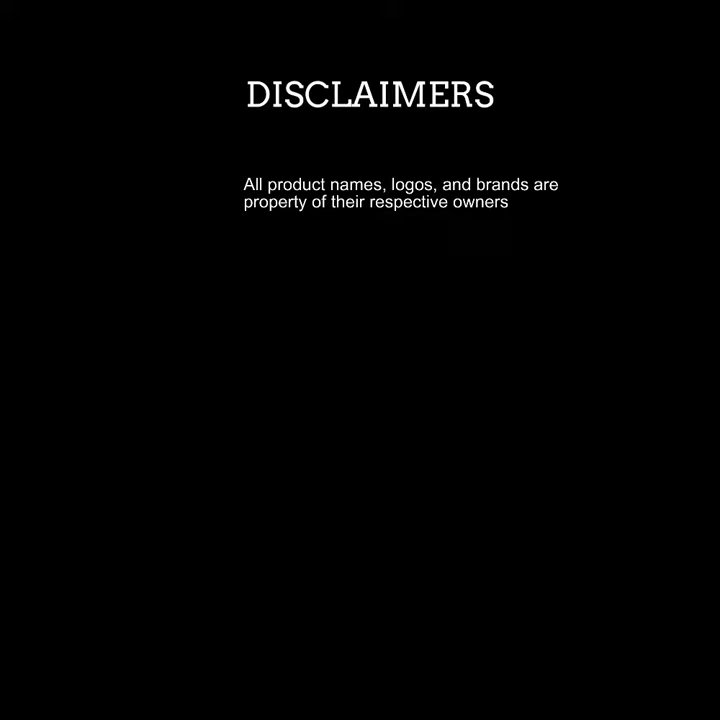 DISCLAIMERS
All product names, logos, and brands are
property of their respective owners